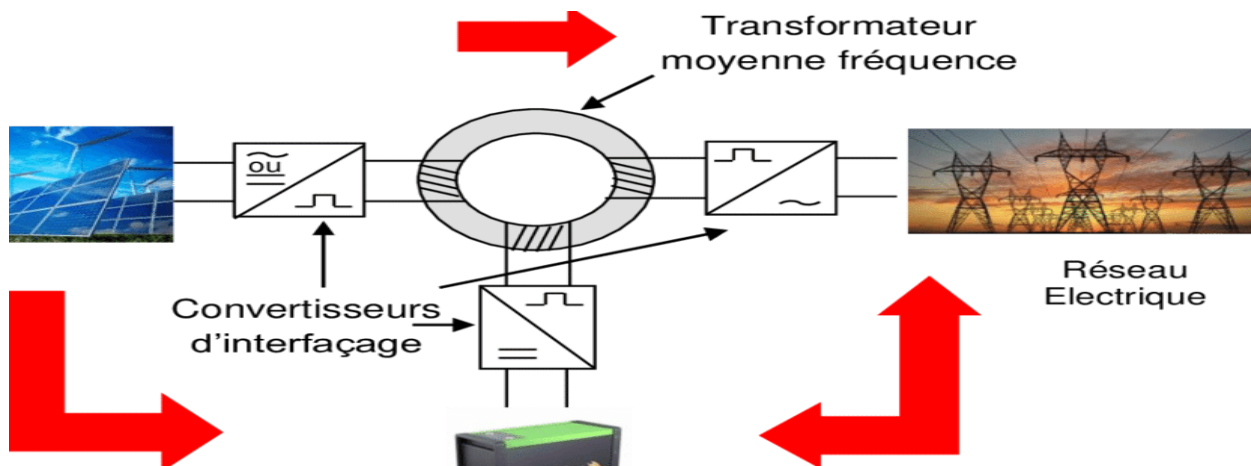 Transformateur
moyenne fréquence
ou
Convertisseurs
d'interfaçage
Réseau
Electrique